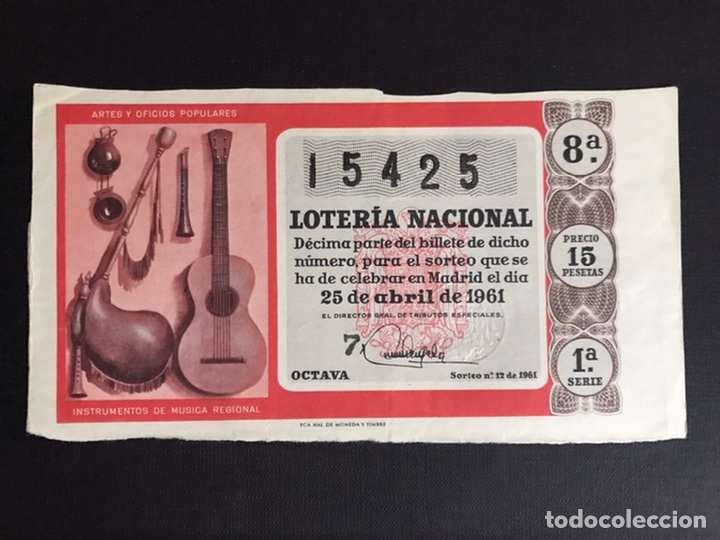 ARTES Y OFICIOS POPULARES
INSTRUMENTOS DE MUSICA REGIONAL
15425
LOTERÍA NACIONAL
Décima parte del billete de dicho
número, para el sorteo que se
ha de celebrar en Madrid el día
25 de abril de 1961
EL DIRECTOR GRAL. DE TRIBUTOS ESPECIALES,
7.
OCTAVA
Sorteo n.º 12 de 1961
8ª.
PRECIO
15
PESETAS
1ª
SERIE
FCA NAL DE MONEDA Y TIMBRE
todocoleccion
todocoleccion.net